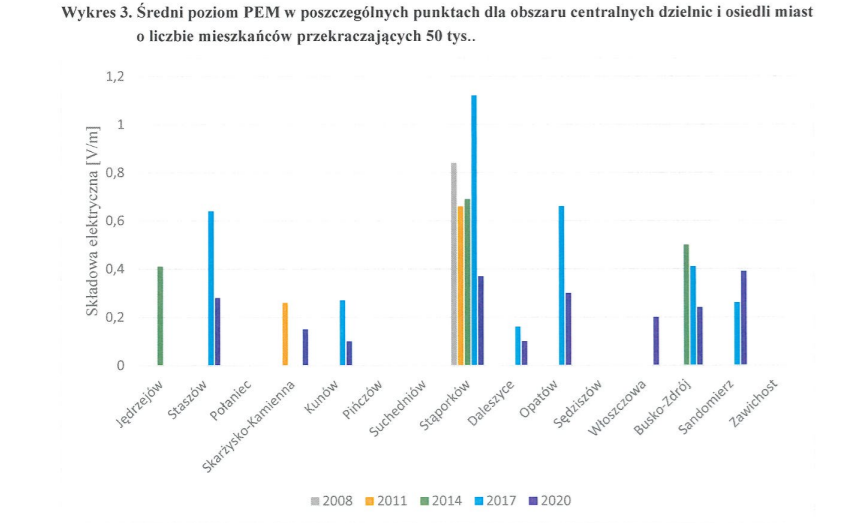 Wykres 3. Średni poziom PEM w poszczególnych punktach dla obszaru centralnych dzielnic i osiedli miast
o liczbie mieszkańców przekraczających 50 tys..
1,2
1
0,8
0,6
0,4
0,2
0
Składowa elektryczna [V/m]
Jędrzejów
Staszów
Połaniec
Skarżysko-Kamienna
Kunów
Pińczów
Suchedniów
Stąporków
Daleszyce
Opatów
Sędziszów
Włoszczowa
Busko-Zdrój
Sandomierz
Zawichost
2008 2011 2014 2017 2020